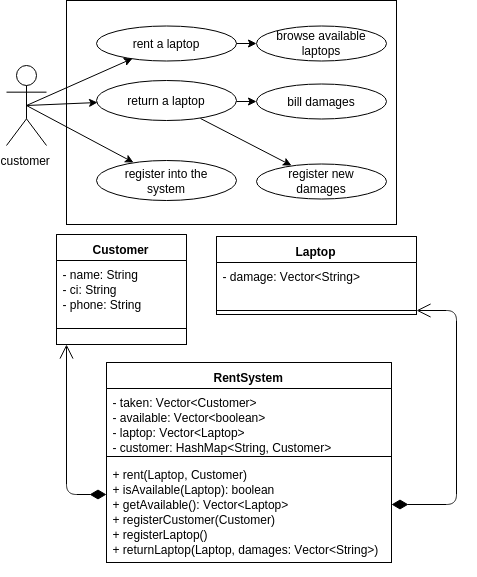 rent a laptop
browse available
laptops
return a laptop
bill damages
customer
register into the
system
register new
damages
Customer
- name: String
- ci: String
- phone: String
Laptop
- damage: Vector<String>
RentSystem
- taken: Vector<Customer>
- available: Vector<boolean>
- laptop: Vector<Laptop>
- customer: HashMap<String, Customer>
+ rent(Laptop, Customer)
+ isAvailable(Laptop): boolean
+ getAvailable(): Vector<Laptop>
+ registerCustomer(Customer)
+ registerLaptop()
+ returnLaptop(Laptop, damages: Vector<String>)